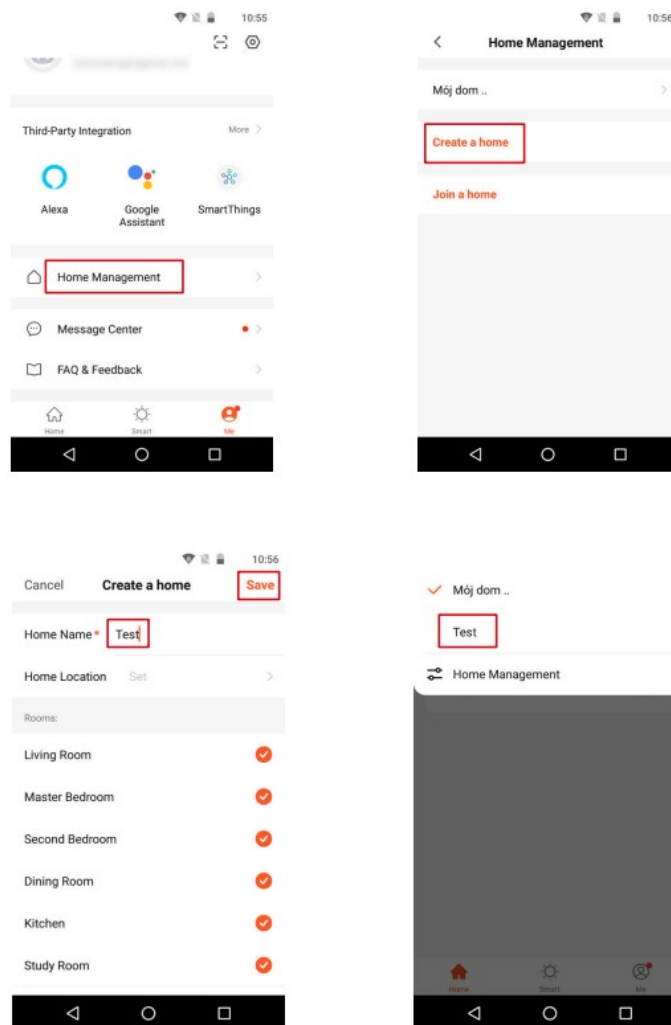 10:55
Third-Party Integration More
Alexa
Google
Assistant
SmartThings
Home Management
Message Center
FAQ & Feedback
Home Smart Me
10:56
Home Management
Mój dom ..
Create a home
Join a home
10:56
Cancel Create a home Save
Home Name* Test
Home Location Set
Rooms:
Living Room
Master Bedroom
Second Bedroom
Dining Room
Kitchen
Study Room
Mój dom ..
Test
Home Management
Home Smart Me